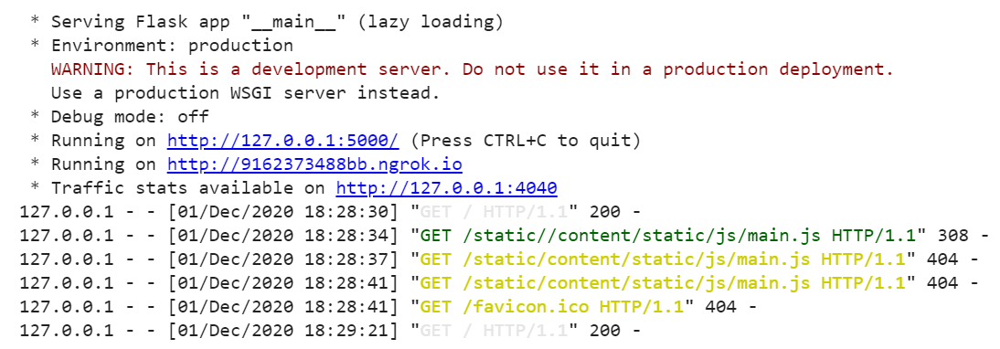 * Serving Flask app "__main__" (lazy loading)
* Environment: production
WARNING: This is a development server. Do not use it in a production deployment.
Use a production WSGI server instead.
* Debug mode: off
* Running on http://127.0.0.1:5000/ (Press CTRL+C to quit)
* Running on http://9162373488bb.ngrok.io
* Traffic stats available on http://127.0.0.1:4040
127.0.0.1 - - [01/Dec/2020 18:28:30] "GET / HTTP/1.1" 200 -
127.0.0.1 - - [01/Dec/2020 18:28:34] "GET /static//content/static/js/main.js HTTP/1.1" 308 -
127.0.0.1 - - [01/Dec/2020 18:28:37] "GET /static/content/static/js/main.js HTTP/1.1" 404 -
127.0.0.1 - - [01/Dec/2020 18:28:41] "GET /static/content/static/js/main.js HTTP/1.1" 404 -
127.0.0.1 - - [01/Dec/2020 18:28:41] "GET /favicon.ico HTTP/1.1" 404 -
127.0.0.1 - - [01/Dec/2020 18:29:21] "GET / HTTP/1.1" 200 -